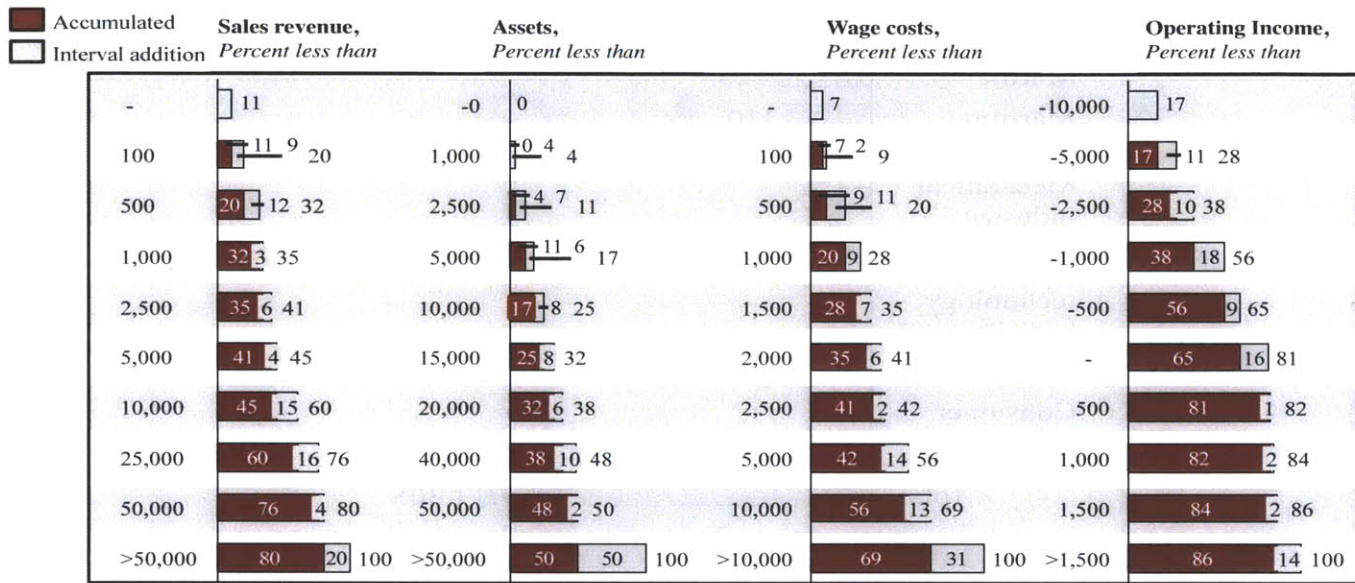 Accumulated
Interval addition
Sales revenue, Assets, Wage costs, Operating Income,
Percent less than Percent less than Percent less than Percent less than
- 11 -0 0 - 7 -10,000 17
100 11 9 20 1,000 0 4 4 100 7 2 9 -5,000 17 11 28
500 20 12 32 2,500 4 7 11 500 9 11 20 -2,500 28 10 38
1,000 32 3 35 5,000 11 6 17 1,000 20 9 28 -1,000 38 18 56
2,500 35 6 41 10,000 17 8 25 1,500 28 7 35 -500 56 9 65
5,000 41 4 45 15,000 25 8 32 2,000 35 6 41 - 65 16 81
10,000 45 15 60 20,000 32 6 38 2,500 41 2 42 500 81 1 82
25,000 60 16 76 40,000 38 10 48 5,000 42 14 56 1,000 82 2 84
50,000 76 4 80 50,000 48 2 50 10,000 56 13 69 1,500 84 2 86
>50,000 80 20 100 >50,000 50 50 100 >10,000 69 31 100 >1,500 86 14 100